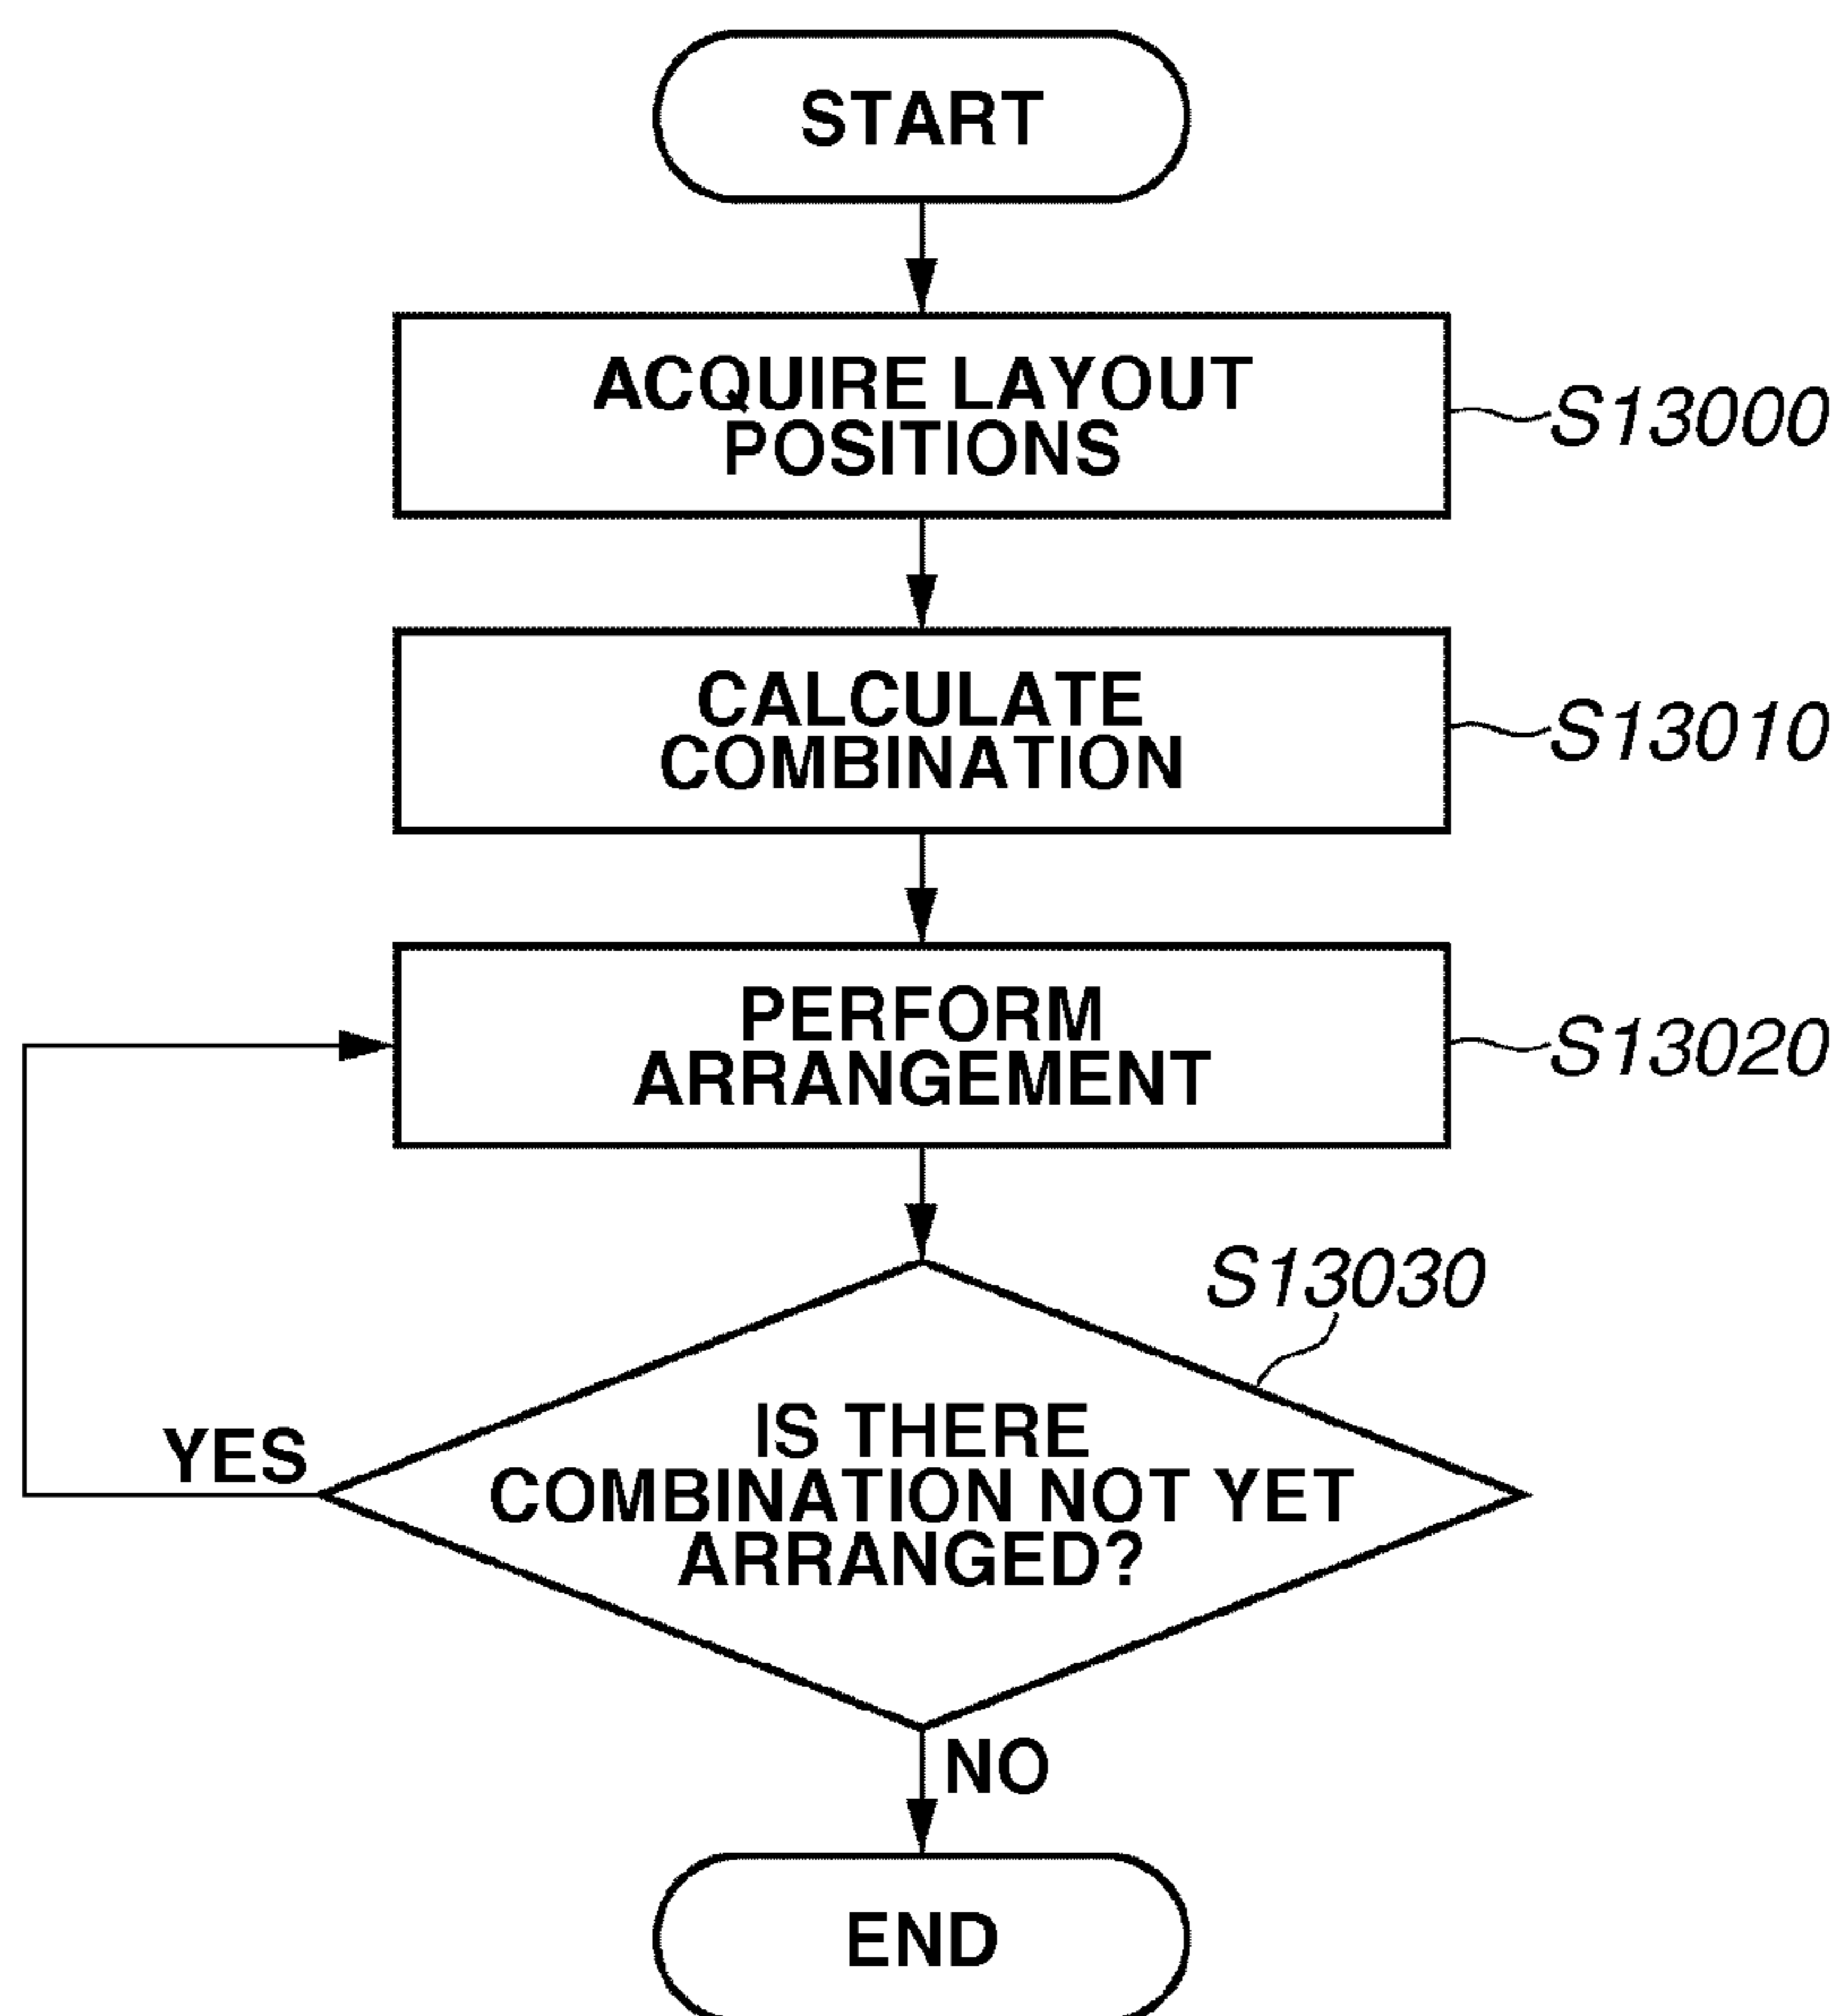 START
ACQUIRE LAYOUT
POSITIONS
S13000
CALCULATE
COMBINATION
S13010
PERFORM
ARRANGEMENT
S13020
S13030
IS THERE
COMBINATION NOT YET
ARRANGED?
YES
NO
END